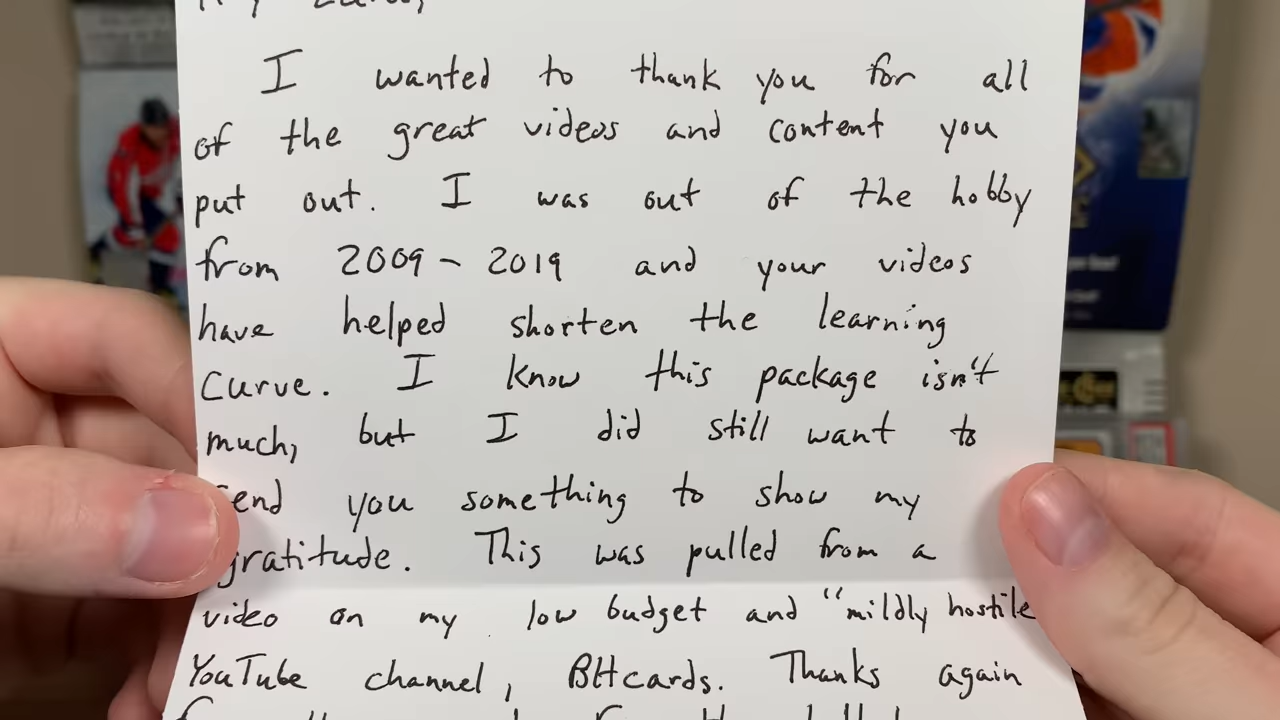 I wanted to thank you for all
of the great videos and content you
put out. I was out of the hobby
from 2009 - 2019 and your videos
have helped shorten the learning
curve. I know this package isn't
much, but I did still want to
send you something to show my
gratitude. This was pulled from a
video on my low budget and "mildly hostile
YouTube channel, BHcards. Thanks again